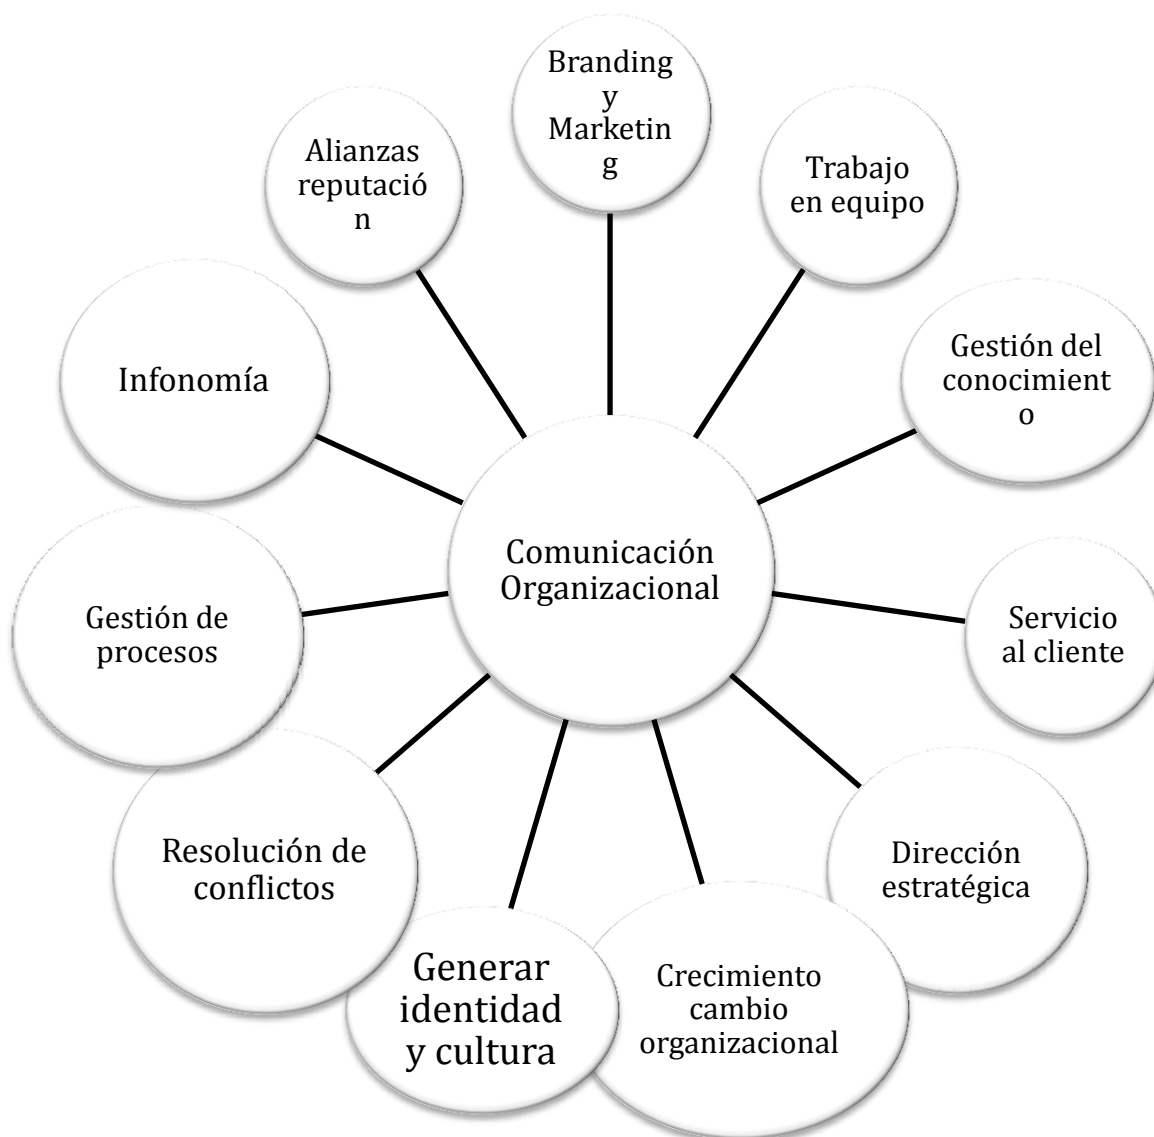 Branding
y
Marketin
g
Trabajo
en equipo
Gestión del
conocimient
o
Servicio
al cliente
Dirección
estratégica
Crecimiento
cambio
organizacional
Generar
identidad
y cultura
Resolución de
conflictos
Gestión de
procesos
Infonomía
Alianzas
reputació
n
Comunicación
Organizacional